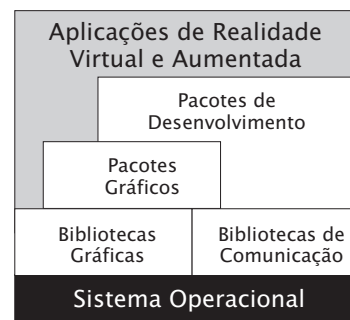 Aplicações de Realidade
Virtual e Aumentada
Pacotes de
Desenvolvimento
Pacotes
Gráficos
Bibliotecas
Gráficas
Bibliotecas de
Comunicação
Sistema Operacional